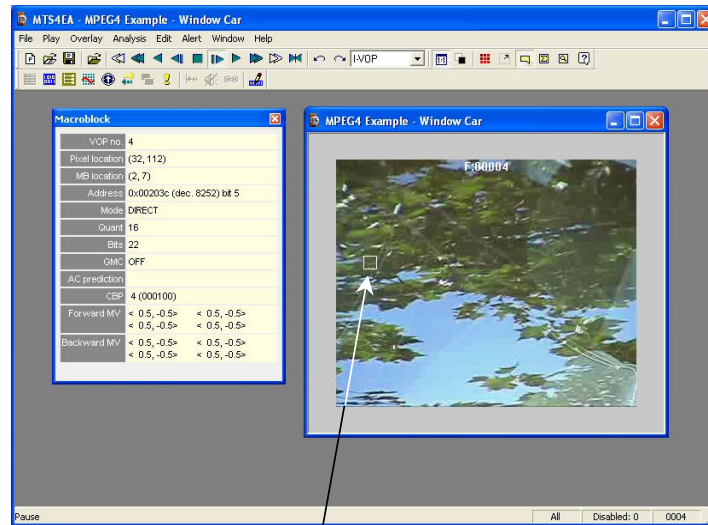 MTS4EA - MPEG4 Example - Window Car
File Play Overlay Analysis Edit Alert Window Help
I-VOP
Macroblock
VOP no. 4
Pixel location (32, 112)
MB location (2, 7)
Address 0x00203c (dec. 8252) bit 5
Mode DIRECT
Quant 16
Bits 22
GMC OFF
AC prediction
CBP 4 (000100)
Forward MV < 0.5, -0.5> < 0.5, -0.5>
< 0.5, -0.5> < 0.5, -0.5>
Backward MV < 0.5, -0.5> < 0.5, -0.5>
< 0.5, -0.5> < 0.5, -0.5>
MPEG4 Example - Window Car
F:00004
Pause All Disabled: 0 0004